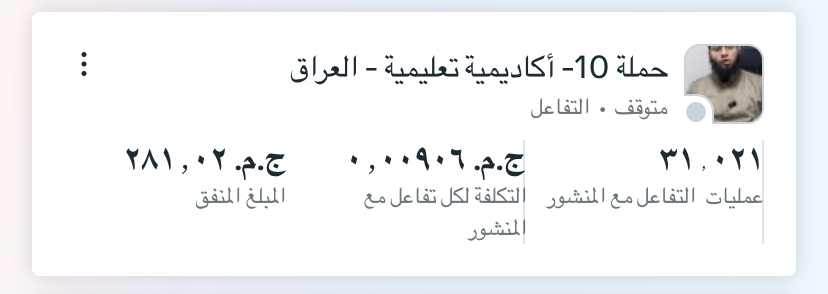 حملة 10- أكاديمية تعليمية - العراق
متوقف • التفاعل
٣١,٠٢١
عمليات التفاعل مع المنشور
ج.م.‏ ٠,٠٠٩٠٦
التكلفة لكل تفاعل مع
المنشور
ج.م.‏ ٢٨١,٠٢
المبلغ المنفق